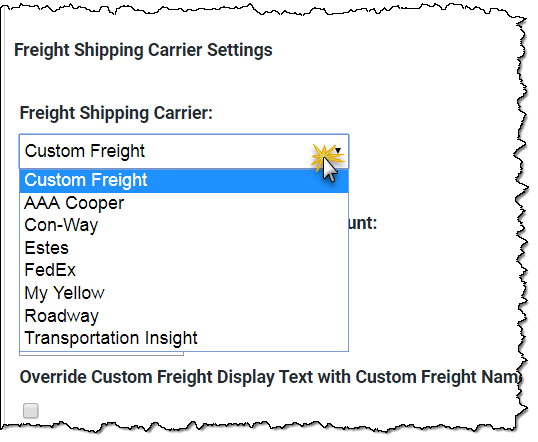 Freight Shipping Carrier Settings
Freight Shipping Carrier:
Custom Freight
Custom Freight
AAA Cooper
Con-Way
unt:
Estes
FedEx
My Yellow
Roadway
Transportation Insight
Override Custom Freight Display Text with Custom Freight Nam